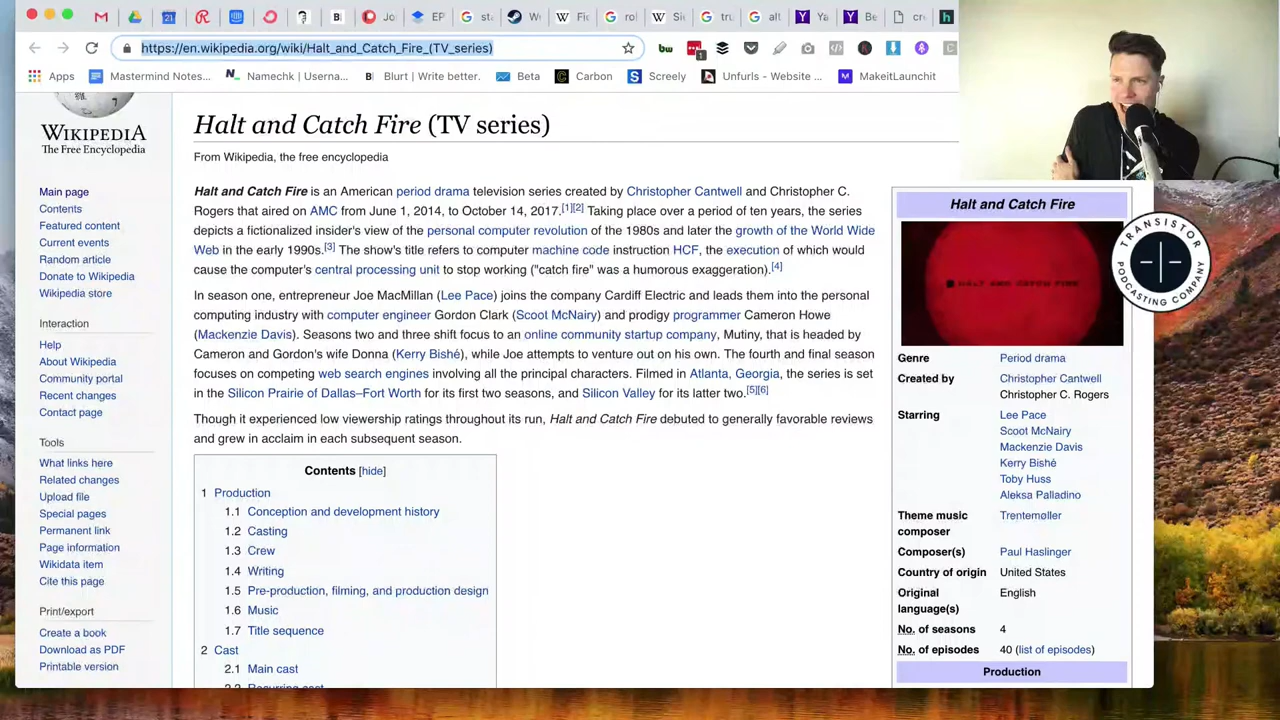 Jo
EP
sta
W
Fic
rol
Sit
tru
alt
Ya
Be
cre
https://en.wikipedia.org/wiki/Halt_and_Catch_Fire_(TV_series)
bw
Apps
Mastermind Notes...
Namechk | Userna...
Blurt | Write better.
Beta
Carbon
Screely
Unfurls - Website ...
MakeitLaunchit
WIKIPEDIA
The Free Encyclopedia
Main page
Contents
Featured content
Current events
Random article
Donate to Wikipedia
Wikipedia store
Interaction
Help
About Wikipedia
Community portal
Recent changes
Contact page
Tools
What links here
Related changes
Upload file
Special pages
Permanent link
Page information
Wikidata item
Cite this page
Print/export
Create a book
Download as PDF
Printable version
Halt and Catch Fire (TV series)
From Wikipedia, the free encyclopedia
Halt and Catch Fire is an American period drama television series created by Christopher Cantwell and Christopher C.
Rogers that aired on AMC from June 1, 2014, to October 14, 2017.[1][2] Taking place over a period of ten years, the series
depicts a fictionalized insider's view of the personal computer revolution of the 1980s and later the growth of the World Wide
Web in the early 1990s.[3] The show's title refers to computer machine code instruction HCF, the execution of which would
cause the computer's central processing unit to stop working ("catch fire" was a humorous exaggeration).[4]
In season one, entrepreneur Joe MacMillan (Lee Pace) joins the company Cardiff Electric and leads them into the personal
computing industry with computer engineer Gordon Clark (Scoot McNairy) and prodigy programmer Cameron Howe
(Mackenzie Davis). Seasons two and three shift focus to an online community startup company, Mutiny, that is headed by
Cameron and Gordon's wife Donna (Kerry Bishé), while Joe attempts to venture out on his own. The fourth and final season
focuses on competing web search engines involving all the principal characters. Filmed in Atlanta, Georgia, the series is set
in the Silicon Prairie of Dallas–Fort Worth for its first two seasons, and Silicon Valley for its latter two.[5][6]
Though it experienced low viewership ratings throughout its run, Halt and Catch Fire debuted to generally favorable reviews
and grew in acclaim in each subsequent season.
Contents [hide]
1 Production
1.1 Conception and development history
1.2 Casting
1.3 Crew
1.4 Writing
1.5 Pre-production, filming, and production design
1.6 Music
1.7 Title sequence
2 Cast
2.1 Main cast
2.2 Recurring cast
Halt and Catch Fire
HALT AND CATCH FIRE
Genre Period drama
Created by Christopher Cantwell
Christopher C. Rogers
Starring Lee Pace
Scoot McNairy
Mackenzie Davis
Kerry Bishé
Toby Huss
Aleksa Palladino
Theme music Trentemøller
composer
Composer(s) Paul Haslinger
Country of origin United States
Original English
language(s)
No. of seasons 4
No. of episodes 40 (list of episodes)
Production
TRANSISTOR
PODCASTING COMPANY